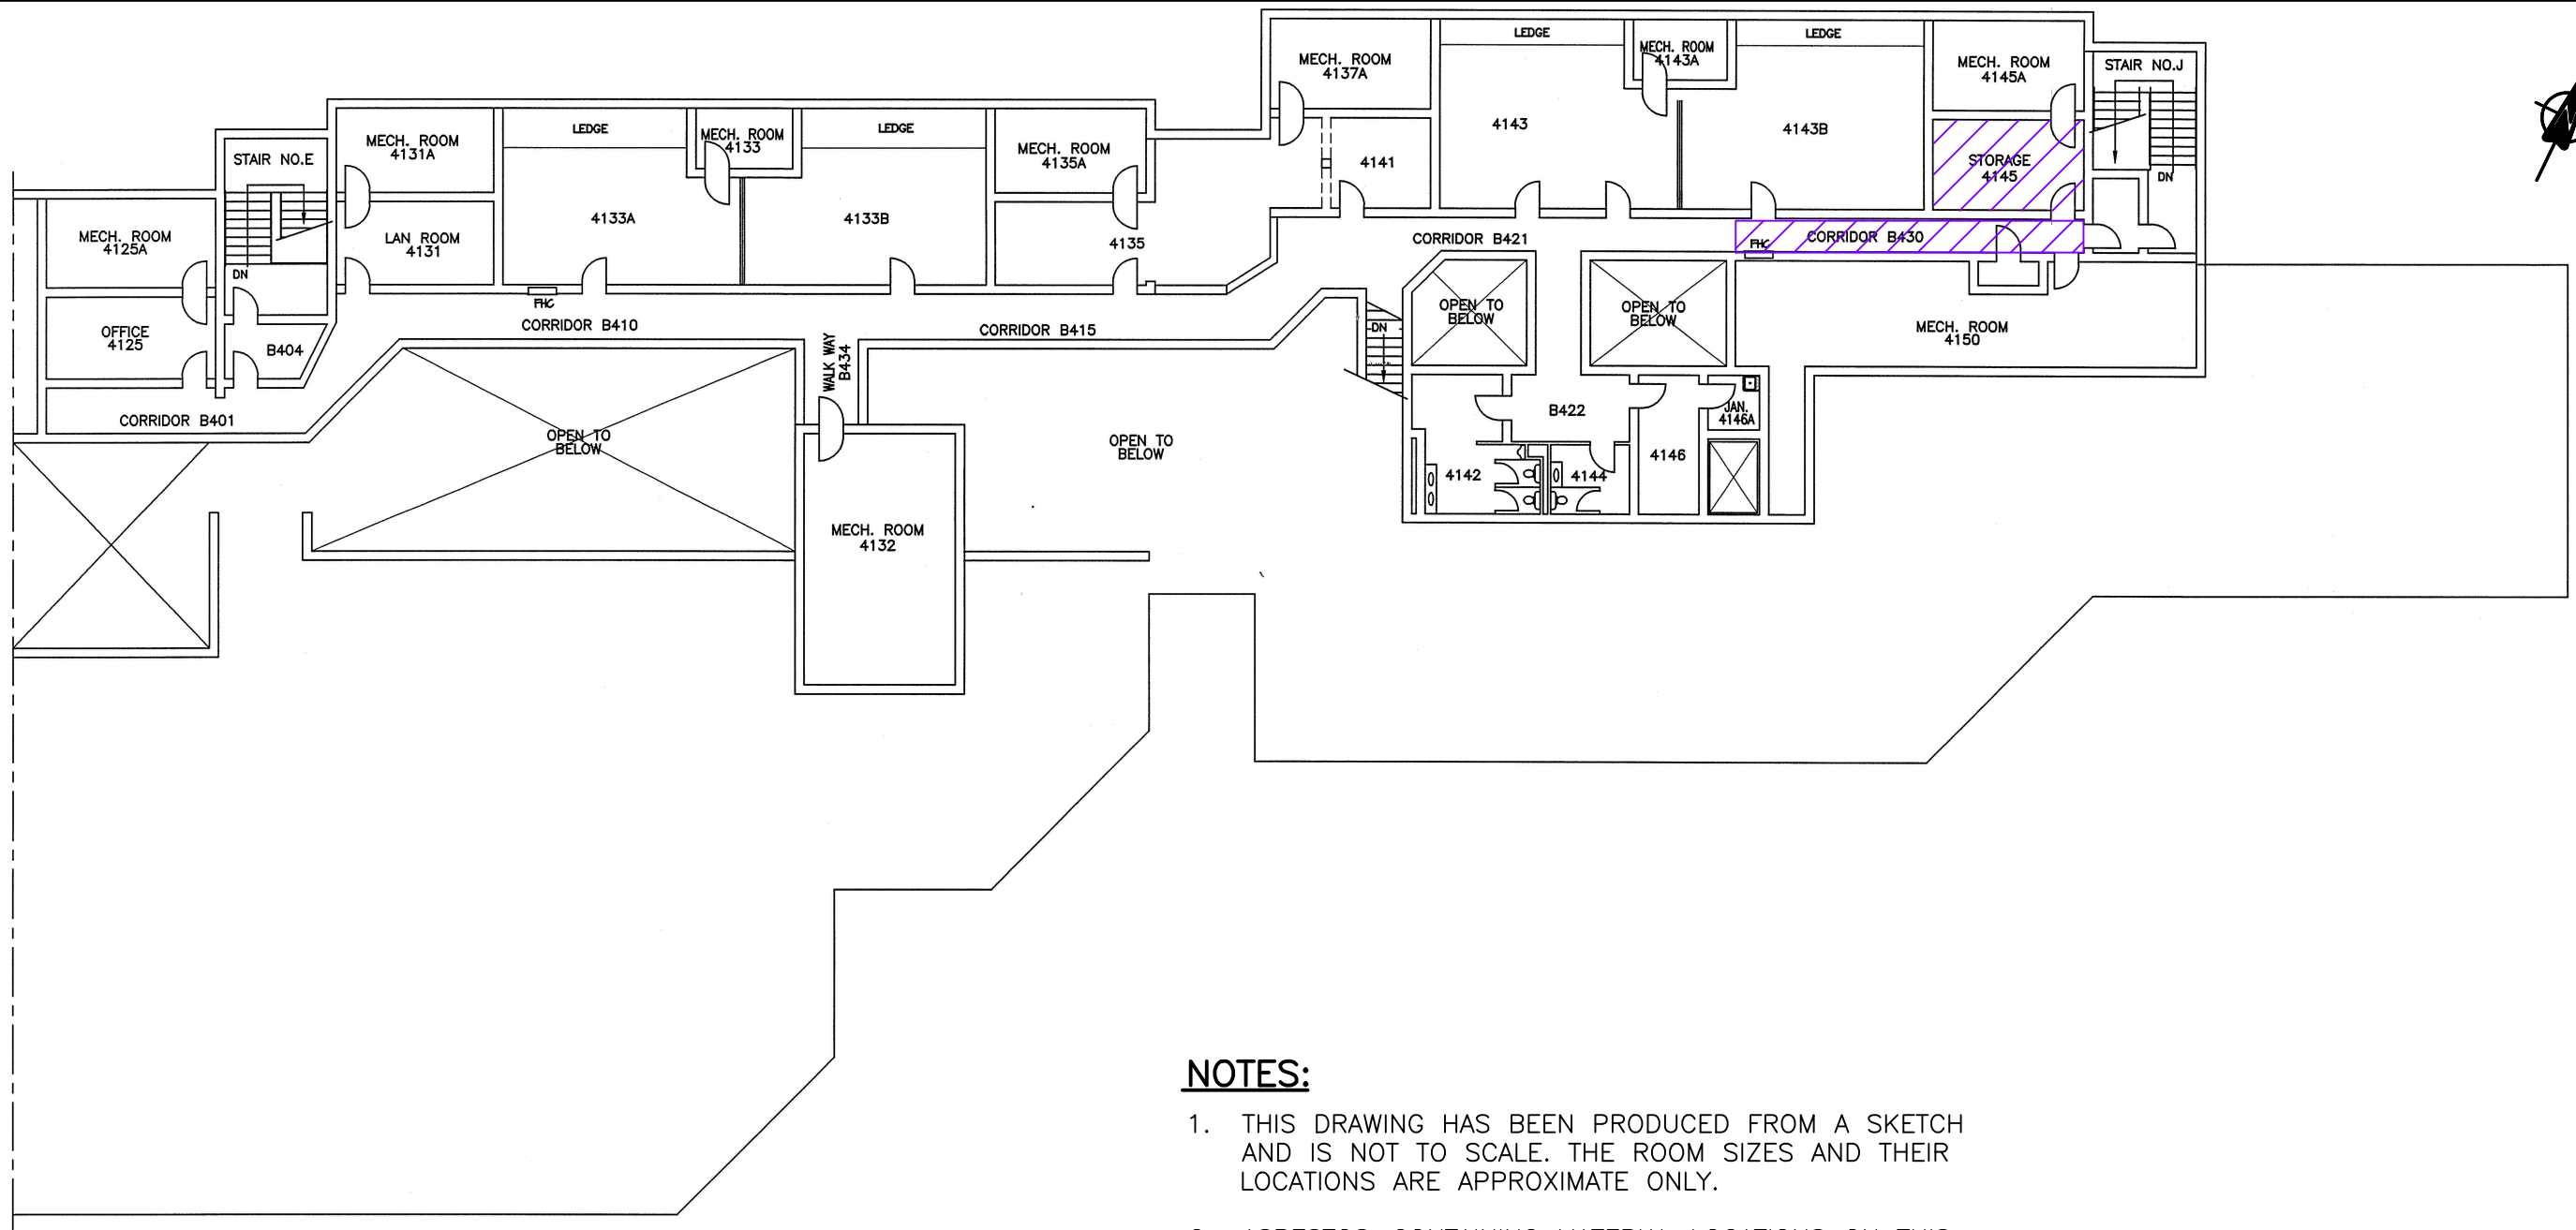 LEDGE
LEDGE
MECH. ROOM
4137A
MECH. ROOM
4143A
MECH. ROOM
4145A
STAIR NO.J
4143
4143B
LEDGE
LEDGE
MECH. ROOM
4131A
MECH. ROOM
4133
MECH. ROOM
4135A
STAIR NO.E
4141
STORAGE
4145
DN
4133A
4133B
MECH. ROOM
4125A
LAN ROOM
4131
4135
CORRIDOR B421
FHC
CORRIDOR B430
DN
FHC
OFFICE
4125
B404
CORRIDOR B410
WALK WAY
B434
CORRIDOR B415
DN
OPEN TO
BELOW
OPEN TO
BELOW
MECH. ROOM
4150
CORRIDOR B401
OPEN TO
BELOW
OPEN TO
BELOW
B422
JAN.
4146A
4142
4144
4146
MECH. ROOM
4132
NOTES:
1. THIS DRAWING HAS BEEN PRODUCED FROM A SKETCH
AND IS NOT TO SCALE. THE ROOM SIZES AND THEIR
LOCATIONS ARE APPROXIMATE ONLY.